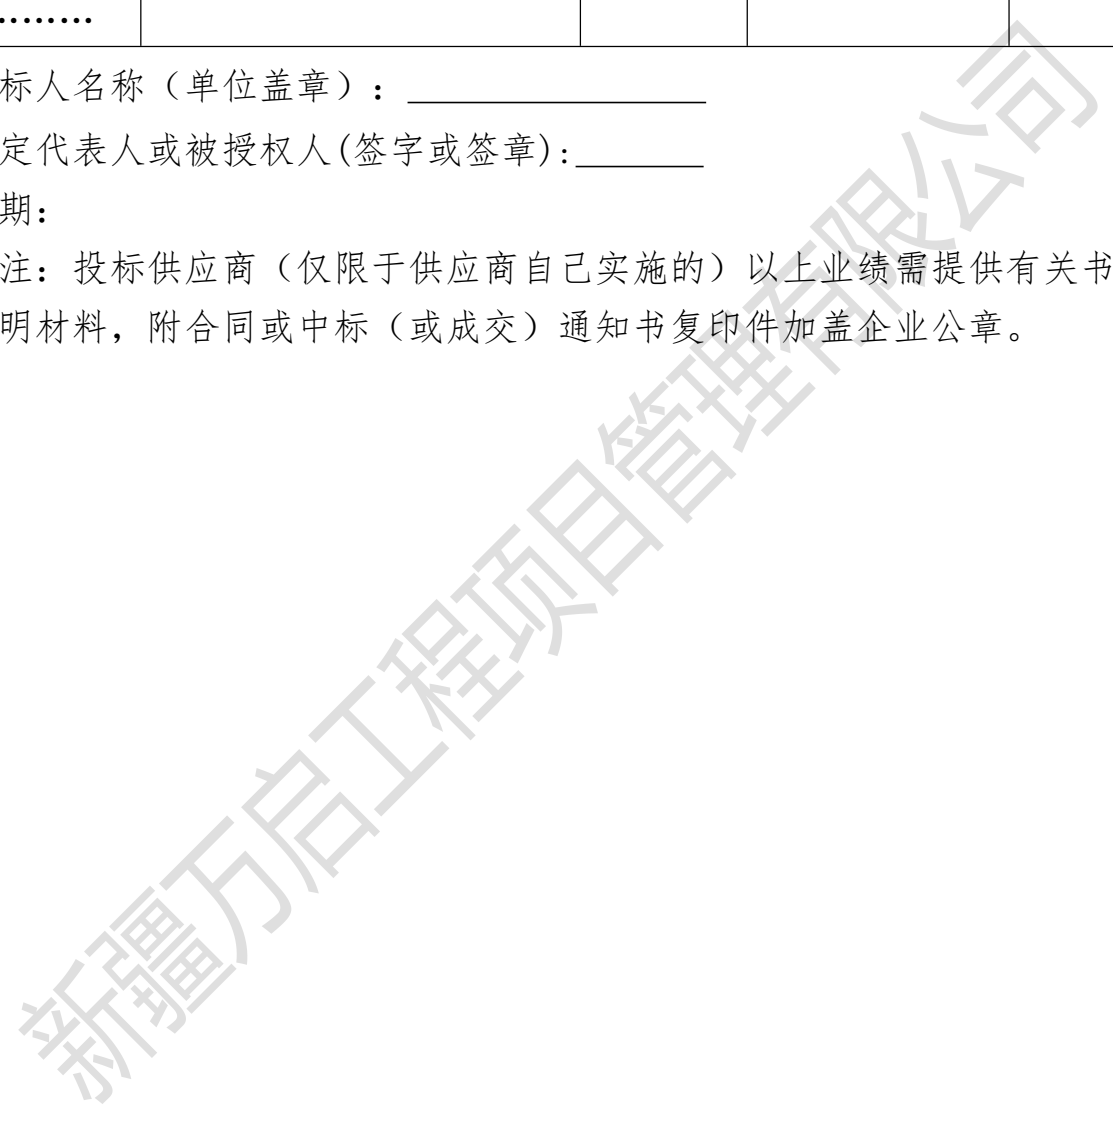 ………
标人名称（单位盖章）：
定代表人或被授权人(签字或签章):
期：
注：投标供应商（仅限于供应商自己实施的）以上业绩需提供有关书
明材料，附合同或中标（或成交）通知书复印件加盖企业公章。
新疆万启工程项目管理有限公司